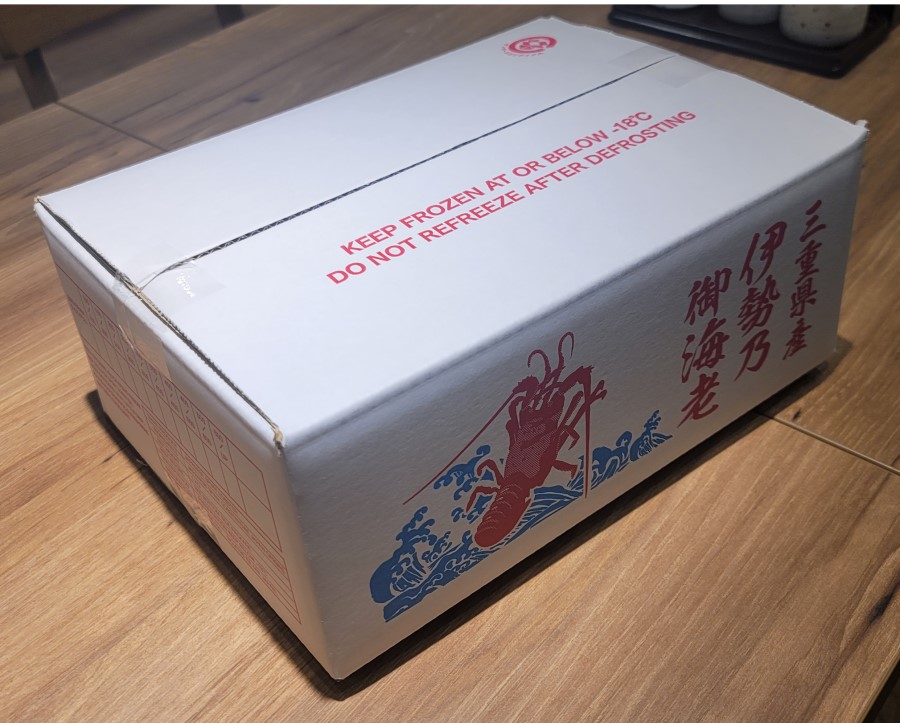 KEEP FROZEN AT OR BELOW -18℃
DO NOT REFREEZE AFTER DEFROSTING
三重県産
伊勢乃
御海老